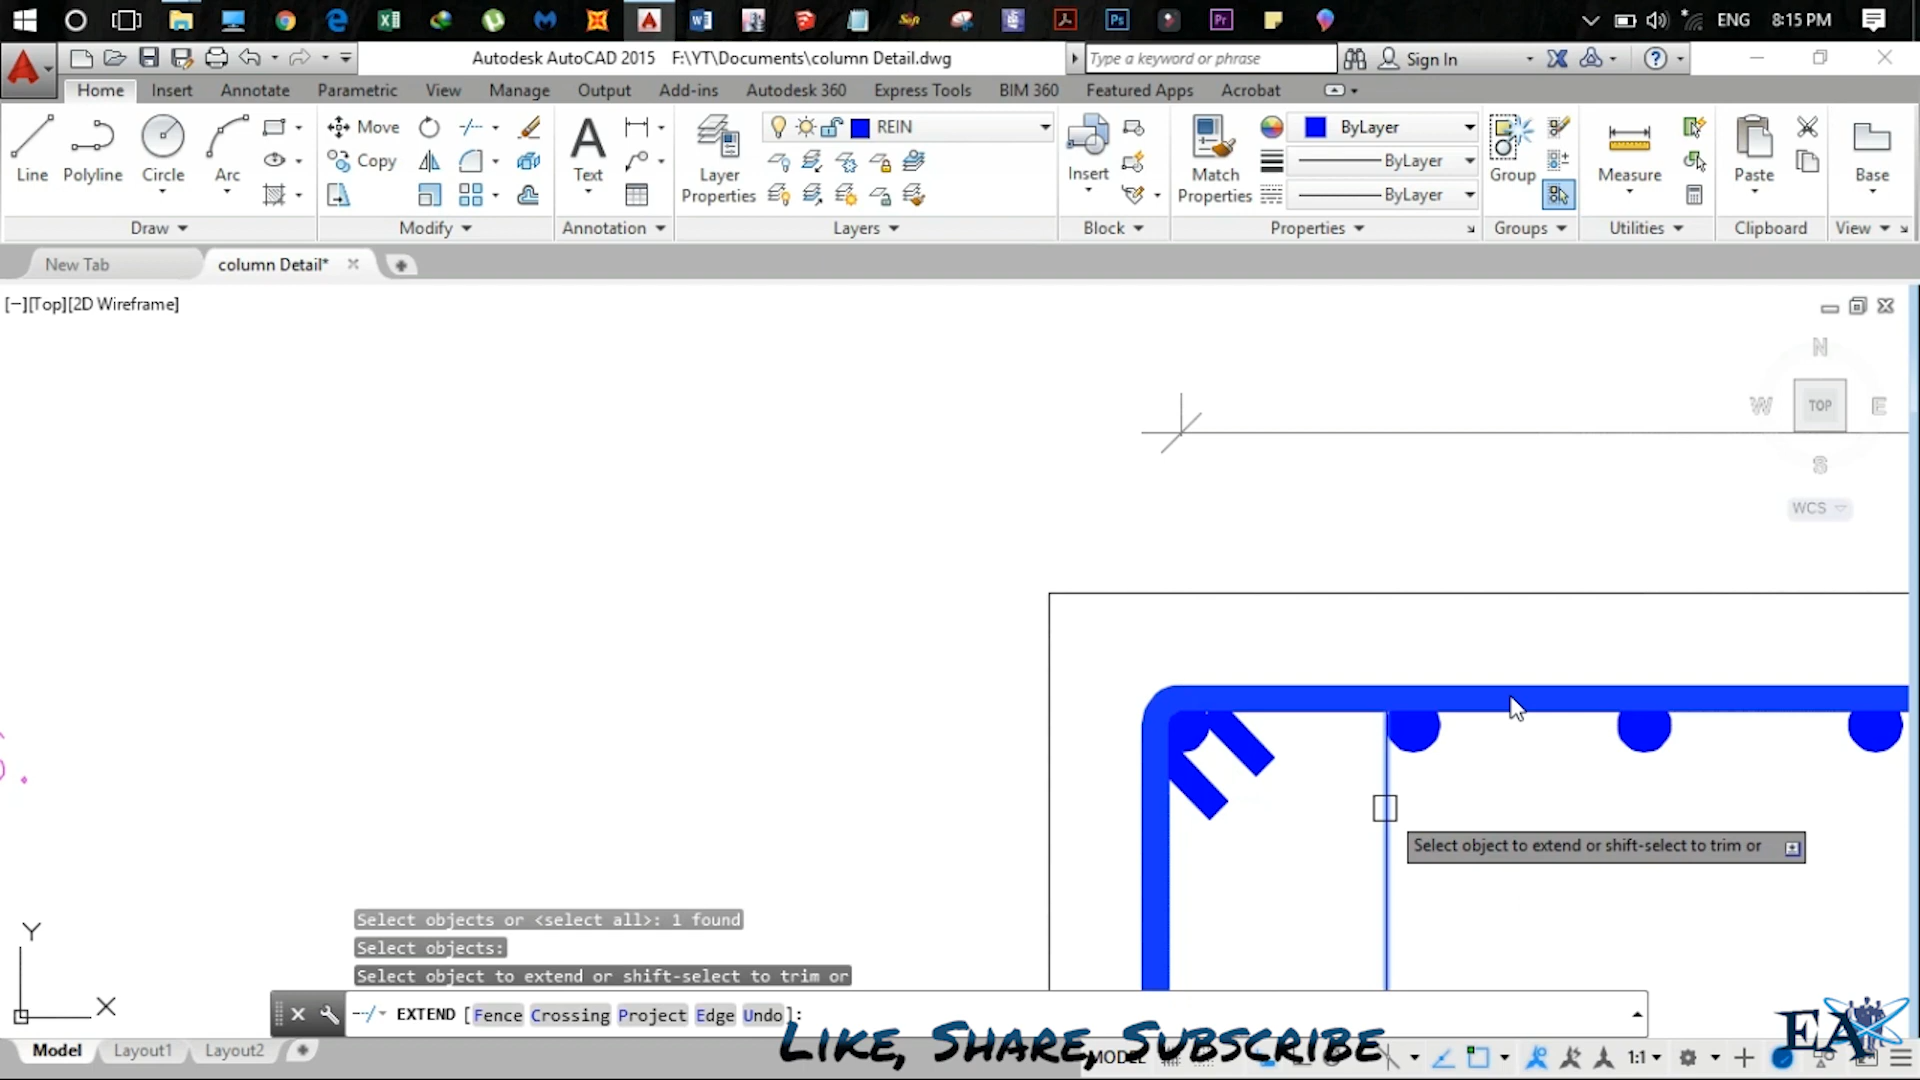 ENG 8:15 PM
Autodesk AutoCAD 2015 F:\YT\Documents\column Detail.dwg
Type a keyword or phrase
Sign In
Home Insert Annotate Parametric View Manage Output Add-ins Autodesk 360 Express Tools BIM 360 Featured Apps Acrobat
Line Polyline Circle Arc
Move
Copy
Text
Layer Properties
REIN
Insert
Match Properties
ByLayer
ByLayer
ByLayer
Group
Measure
Paste
Base
Draw Modify Annotation Layers Block Properties Groups Utilities Clipboard View
New Tab column Detail*
[−][Top][2D Wireframe]
N
W TOP E
S
WCS
Select object to extend or shift-select to trim or
Select objects or <select all>: 1 found
Select objects:
Select object to extend or shift-select to trim or
Y
X
EXTEND [Fence Crossing Project Edge Undo]:
Like, Share, Subscribe
EA
Model Layout1 Layout2
MODEL 1:1